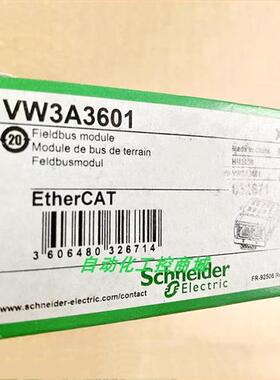 VW3A3601
20
Fieldbus module
Module de bus de terrain
Feldbusmodul
EtherCAT
3 606480 326714
自动化工控商城
Schneider
Electric
www.schneider-electric.com/contact
FR-92506